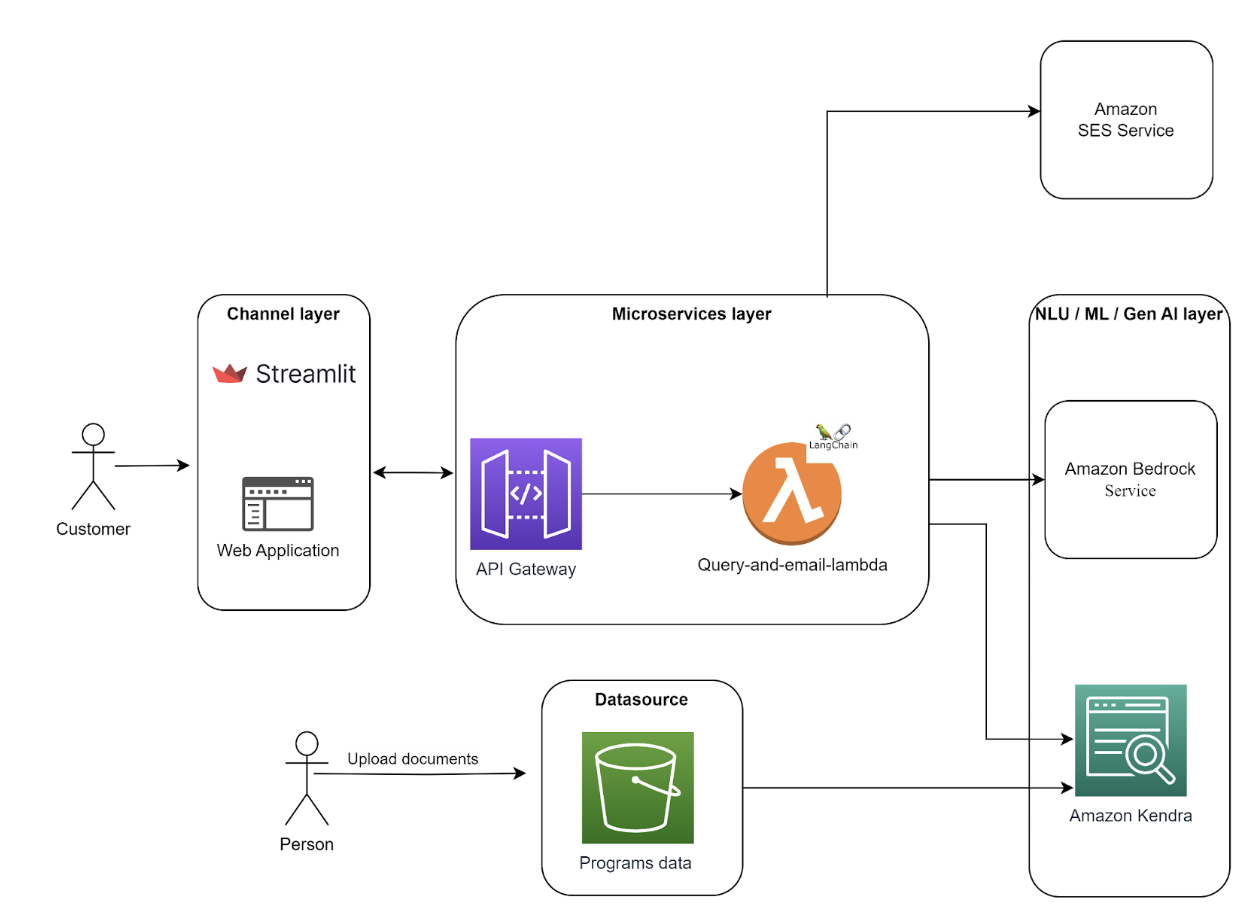 Amazon
SES Service
Channel layer
Microservices layer
NLU / ML / Gen AI layer
Streamlit
LangChain
</>
Amazon Bedrock
Service
Customer
Web Application
API Gateway
Query-and-email-lambda
Datasource
Upload documents
Person
Programs data
Amazon Kendra